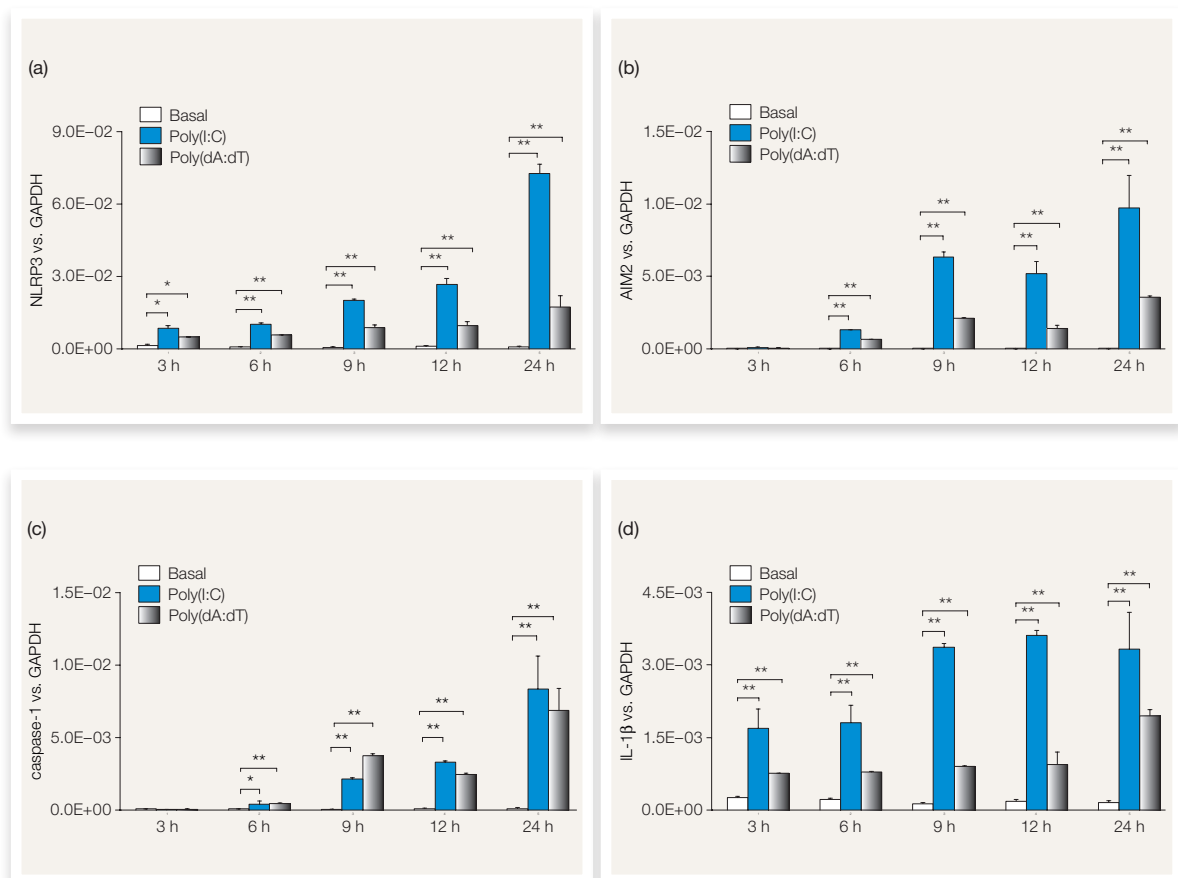 (a)
Basal
Poly(I:C)
Poly(dA:dT)
NLRP3 vs. GAPDH
9.0E–02
6.0E–02
3.0E–02
0.0E+00
* *
** **
** **
** **
** **
3 h 6 h 9 h 12 h 24 h
(b)
Basal
Poly(I:C)
Poly(dA:dT)
AIM2 vs. GAPDH
1.5E–02
1.0E–02
5.0E–03
0.0E+00
** **
** **
** **
** **
3 h 6 h 9 h 12 h 24 h
(c)
Basal
Poly(I:C)
Poly(dA:dT)
caspase-1 vs. GAPDH
1.5E–02
1.0E–02
5.0E–03
0.0E+00
* **
** **
** **
** **
3 h 6 h 9 h 12 h 24 h
(d)
Basal
Poly(I:C)
Poly(dA:dT)
IL-1β vs. GAPDH
4.5E–03
3.0E–03
1.5E–03
0.0E+00
** **
** **
** **
** **
** **
3 h 6 h 9 h 12 h 24 h